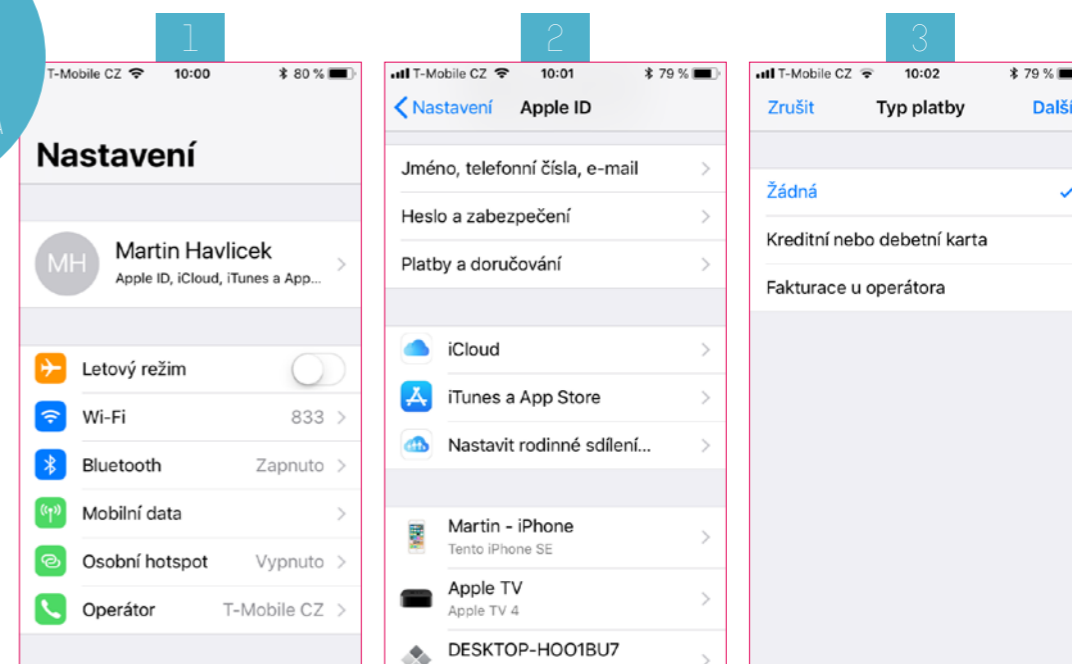 1
T-Mobile CZ 10:00 80 %
Nastavení
MH
Martin Havlicek
Apple ID, iCloud, iTunes a App...
Letový režim
Wi-Fi 833
Bluetooth Zapnuto
Mobilní data
Osobní hotspot Vypnuto
Operátor T-Mobile CZ
2
T-Mobile CZ 10:01 79 %
Nastavení Apple ID
Jméno, telefonní čísla, e-mail
Heslo a zabezpečení
Platby a doručování
iCloud
iTunes a App Store
Nastavit rodinné sdílení...
Martin - iPhone
Tento iPhone SE
Apple TV
Apple TV 4
DESKTOP-HOO1BU7
3
T-Mobile CZ 10:02 79 %
Zrušit Typ platby Další
Žádná
Kreditní nebo debetní karta
Fakturace u operátora